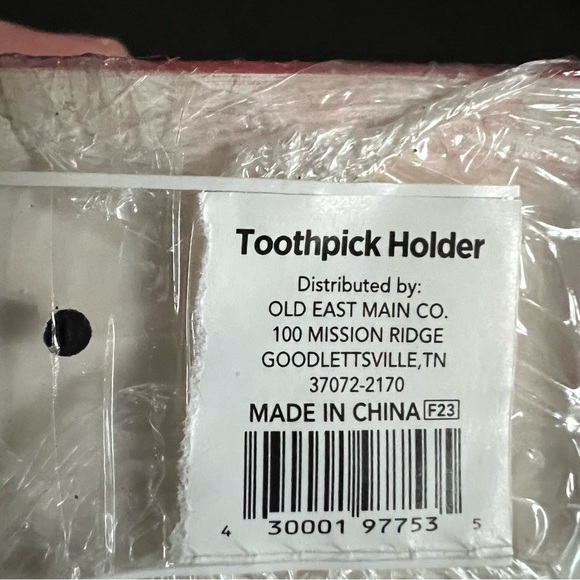 Toothpick Holder
Distributed by:
OLD EAST MAIN CO.
100 MISSION RIDGE
GOODLETTSVILLE,TN
37072-2170
MADE IN CHINA F23
4 30001 97753 5